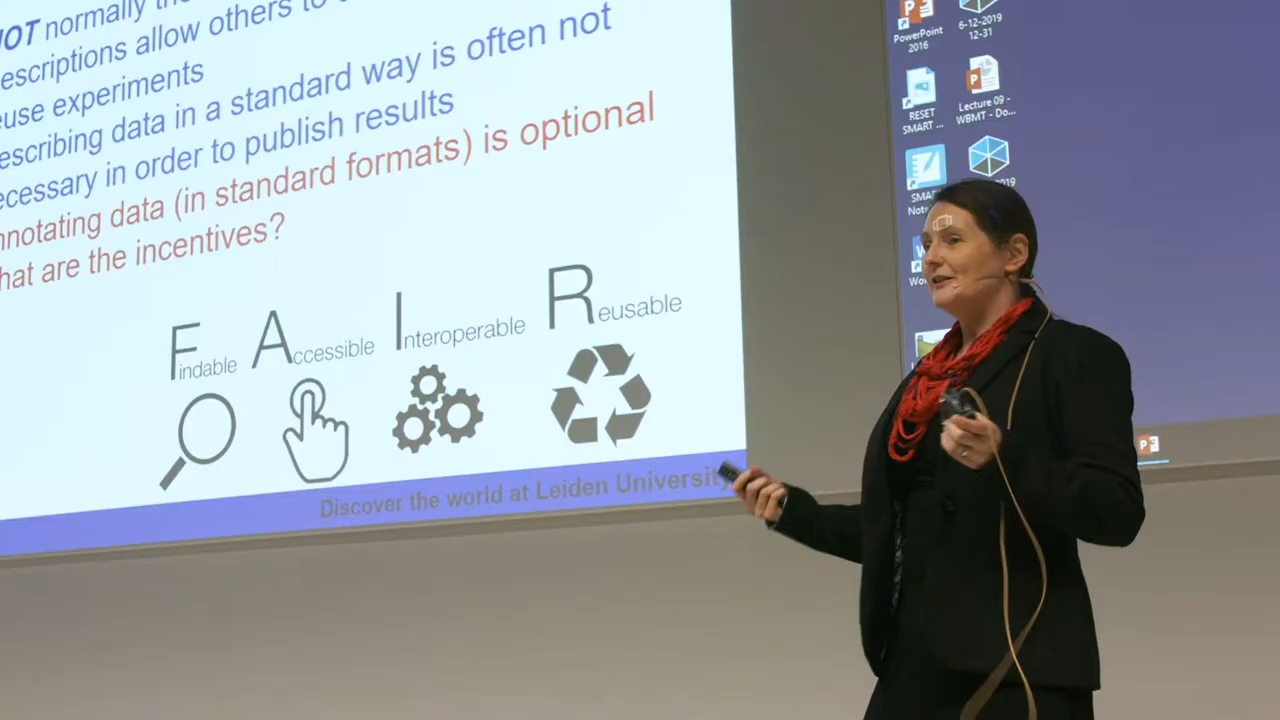 NOT normally
escriptions allow others to
euse experiments
escribing data in a standard way is often not
ecessary in order to publish results
nnotating data (in standard formats) is optional
hat are the incentives?
Findable Accessible Interoperable Reusable
Discover the world at Leiden University
PowerPoint
2016
6-12-2019
12-31
RESET
SMART ...
Lecture 09 -
WBMT - Do...